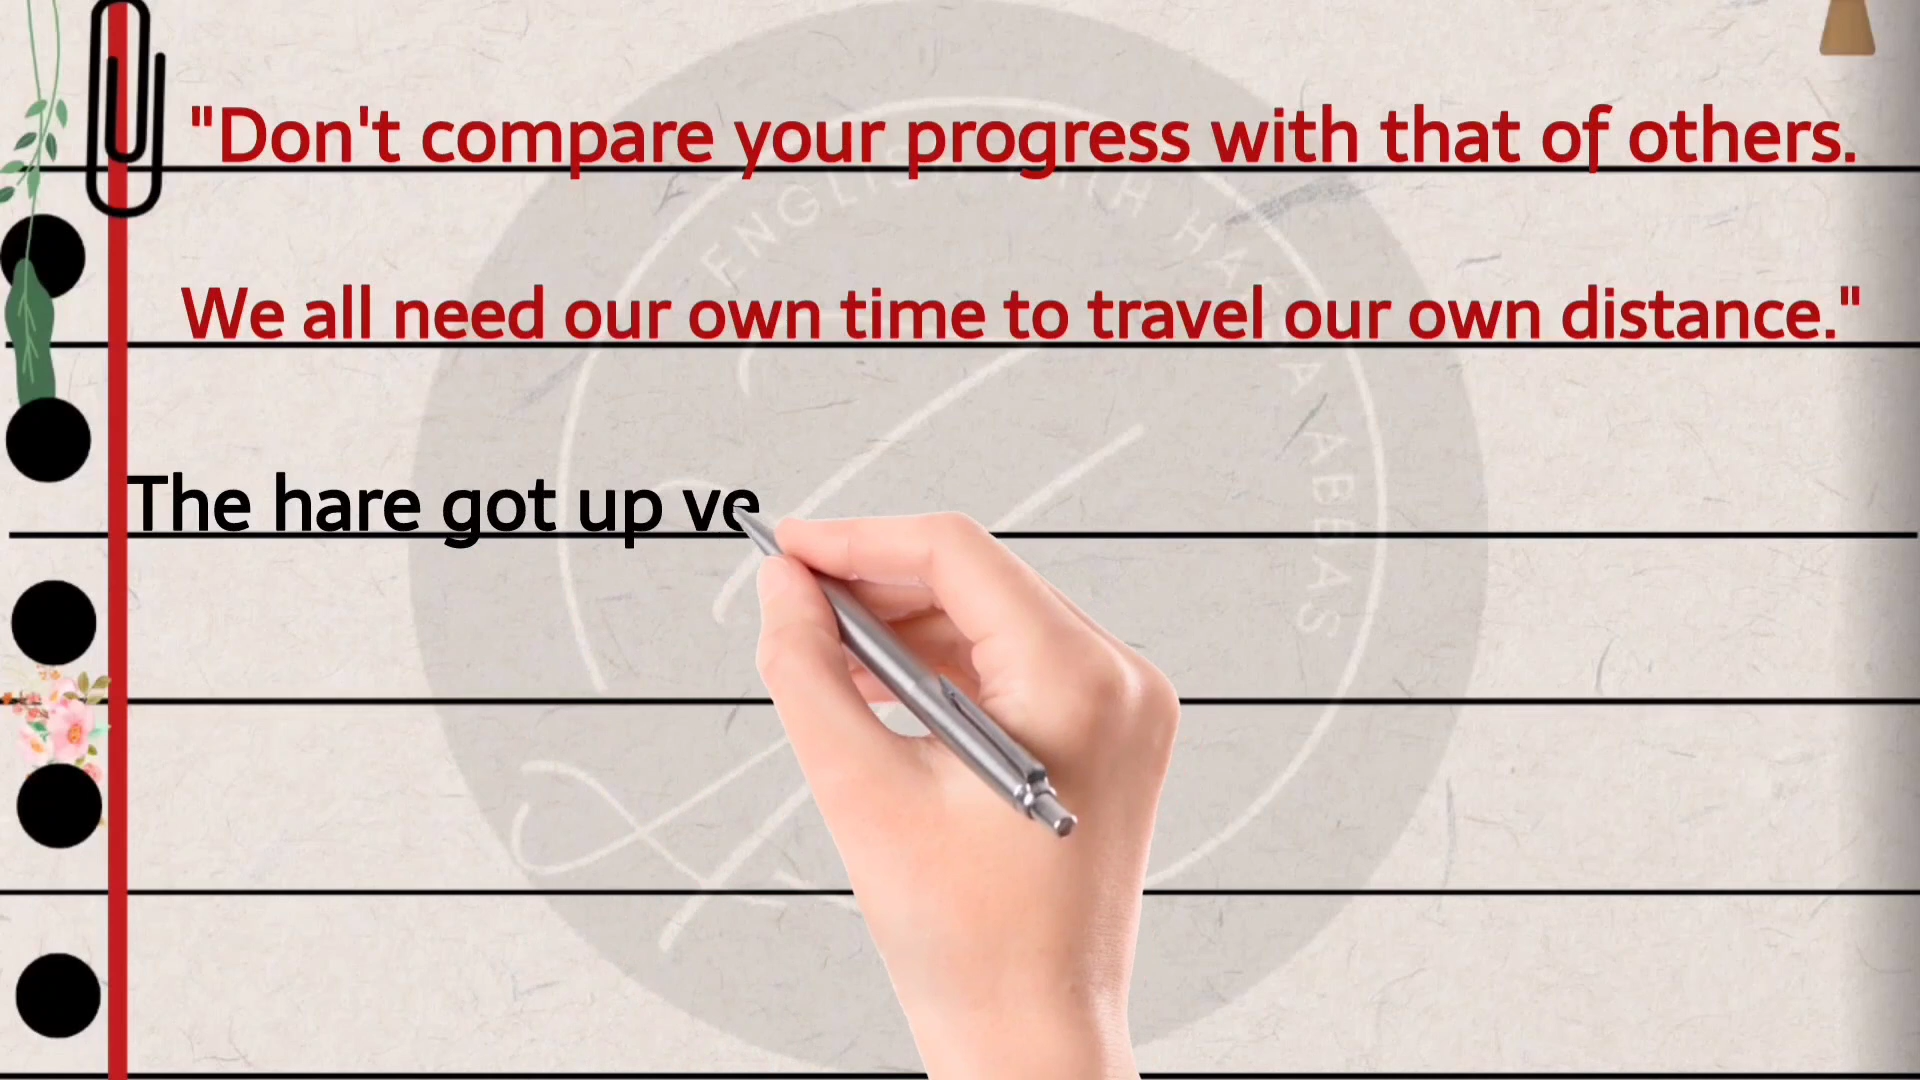 "Don't compare your progress with that of others.
We all need our own time to travel our own distance."
The hare got up ve